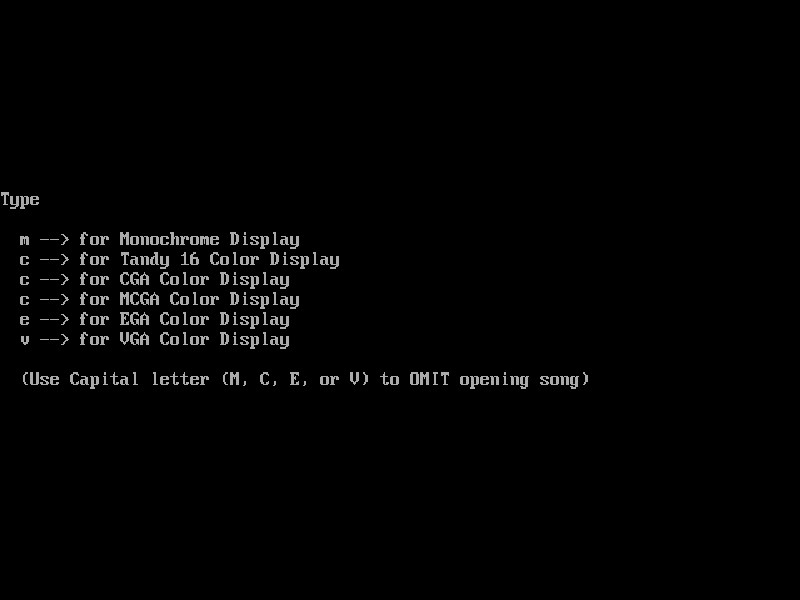 Type
m --> for Monochrome Display
c --> for Tandy 16 Color Display
c --> for CGA Color Display
c --> for MCGA Color Display
e --> for EGA Color Display
v --> for VGA Color Display
(Use Capital letter (M, C, E, or V) to OMIT opening song)